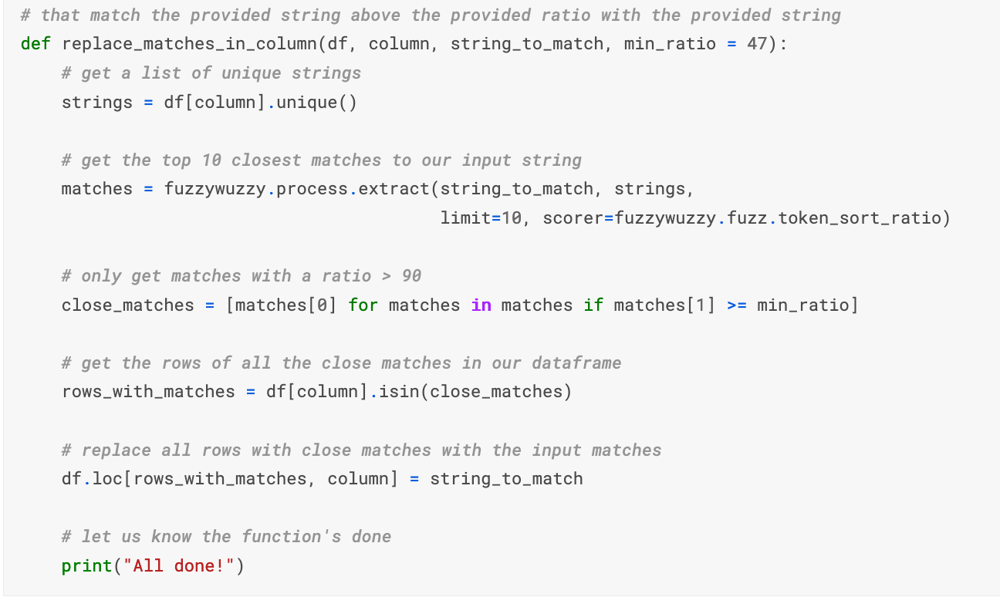 # that match the provided string above the provided ratio with the provided string
def replace_matches_in_column(df, column, string_to_match, min_ratio = 47):
    # get a list of unique strings
    strings = df[column].unique()

    # get the top 10 closest matches to our input string
    matches = fuzzywuzzy.process.extract(string_to_match, strings,
                                         limit=10, scorer=fuzzywuzzy.fuzz.token_sort_ratio)

    # only get matches with a ratio > 90
    close_matches = [matches[0] for matches in matches if matches[1] >= min_ratio]

    # get the rows of all the close matches in our dataframe
    rows_with_matches = df[column].isin(close_matches)

    # replace all rows with close matches with the input matches
    df.loc[rows_with_matches, column] = string_to_match

    # let us know the function's done
    print("All done!")